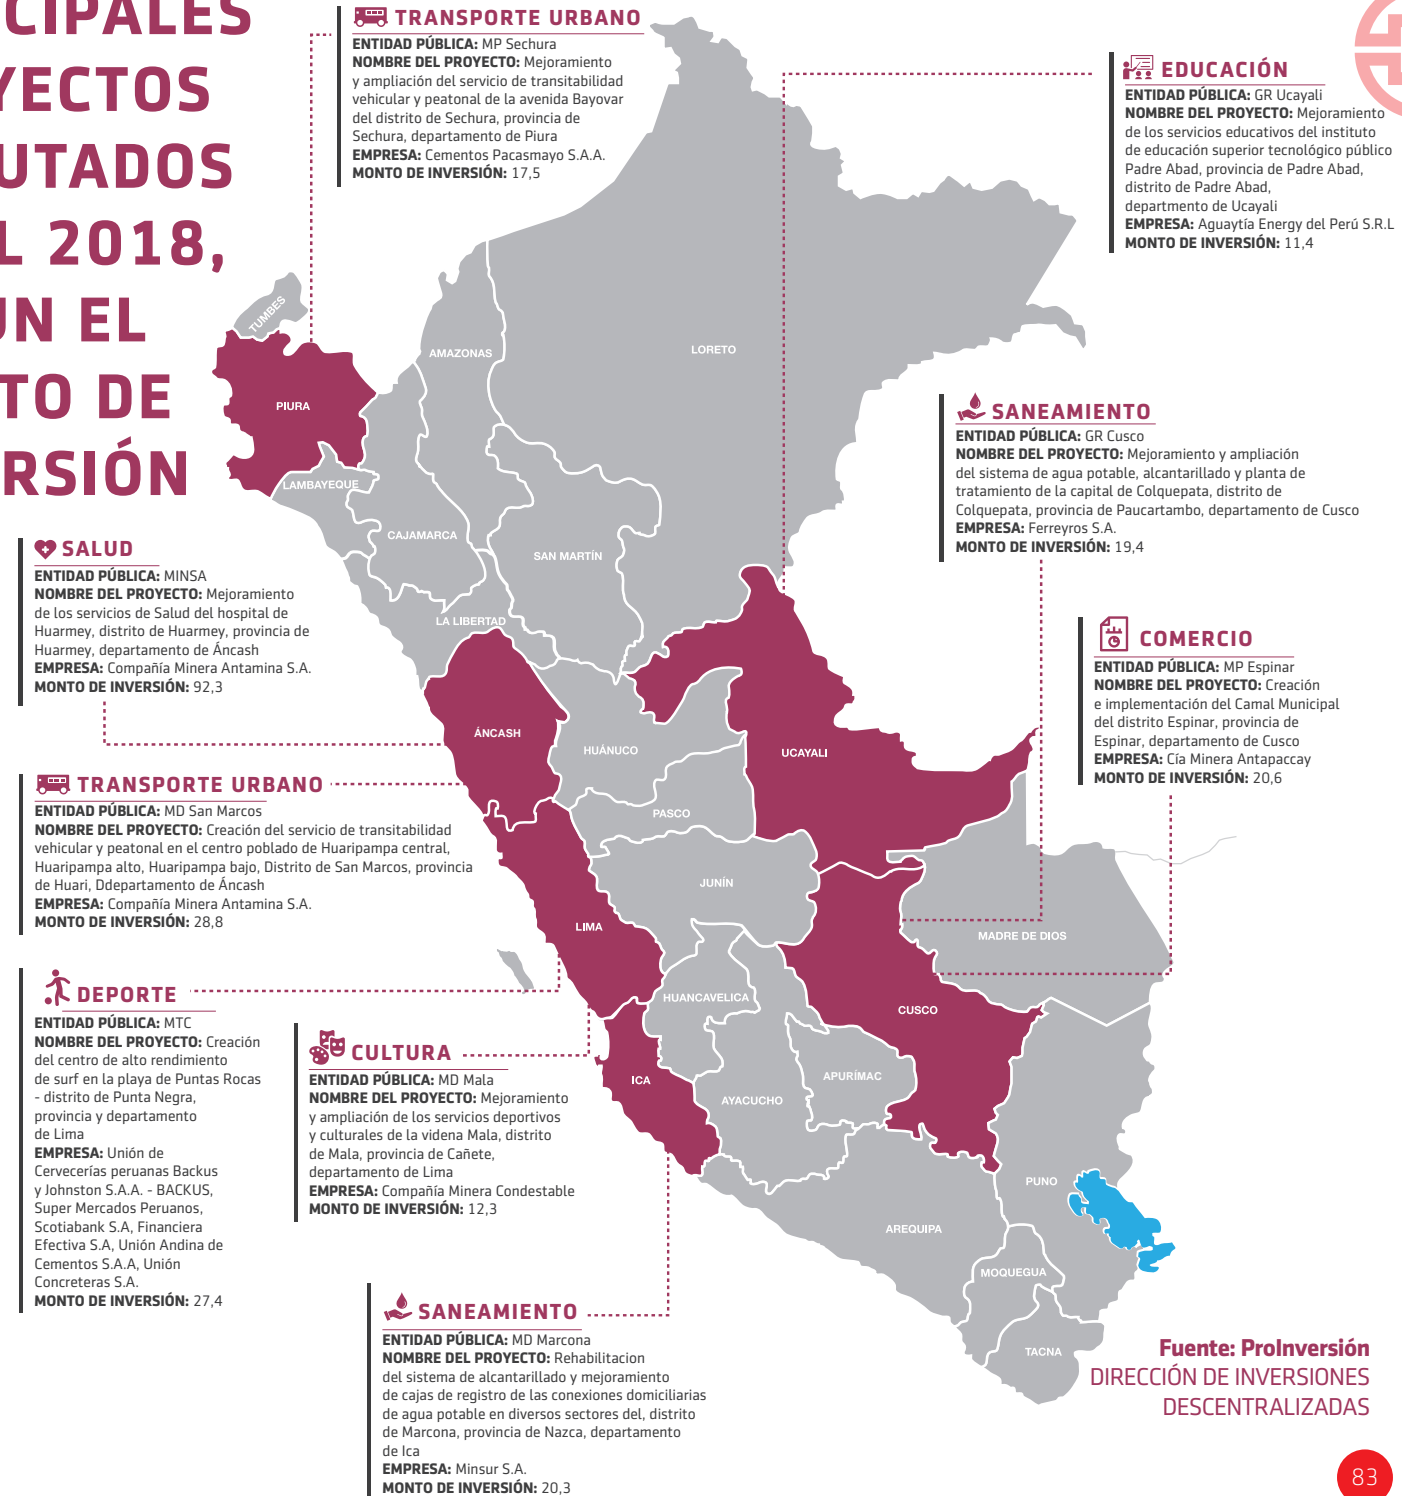 CIPALES
YECTOS
UTADOS
L 2018,
UN EL
TO DE
RSIÓN
TRANSPORTE URBANO
ENTIDAD PÚBLICA: MP Sechura
NOMBRE DEL PROYECTO: Mejoramiento
y ampliación del servicio de transitabilidad
vehicular y peatonal de la avenida Bayovar
del distrito de Sechura, provincia de
Sechura, departamento de Piura
EMPRESA: Cementos Pacasmayo S.A.A.
MONTO DE INVERSIÓN: 17,5
EDUCACIÓN
ENTIDAD PÚBLICA: GR Ucayali
NOMBRE DEL PROYECTO: Mejoramiento
de los servicios educativos del instituto
de educación superior tecnológico público
Padre Abad, provincia de Padre Abad,
distrito de Padre Abad,
departmento de Ucayali
EMPRESA: Aguaytía Energy del Perú S.R.L
MONTO DE INVERSIÓN: 11,4
SANEAMIENTO
ENTIDAD PÚBLICA: GR Cusco
NOMBRE DEL PROYECTO: Mejoramiento y ampliación
del sistema de agua potable, alcantarillado y planta de
tratamiento de la capital de Colquepata, distrito de
Colquepata, provincia de Paucartambo, departamento de Cusco
EMPRESA: Ferreyros S.A.
MONTO DE INVERSIÓN: 19,4
SALUD
ENTIDAD PÚBLICA: MINSA
NOMBRE DEL PROYECTO: Mejoramiento
de los servicios de Salud del hospital de
Huarmey, distrito de Huarmey, provincia de
Huarmey, departamento de Áncash
EMPRESA: Compañía Minera Antamina S.A.
MONTO DE INVERSIÓN: 92,3
COMERCIO
ENTIDAD PÚBLICA: MP Espinar
NOMBRE DEL PROYECTO: Creación
e implementación del Camal Municipal
del distrito Espinar, provincia de
Espinar, departamento de Cusco
EMPRESA: Cía Minera Antapaccay
MONTO DE INVERSIÓN: 20,6
TRANSPORTE URBANO
ENTIDAD PÚBLICA: MD San Marcos
NOMBRE DEL PROYECTO: Creación del servicio de transitabilidad
vehicular y peatonal en el centro poblado de Huaripampa central,
Huaripampa alto, Huaripampa bajo, Distrito de San Marcos, provincia
de Huari, Ddepartamento de Áncash
EMPRESA: Compañía Minera Antamina S.A.
MONTO DE INVERSIÓN: 28,8
DEPORTE
ENTIDAD PÚBLICA: MTC
NOMBRE DEL PROYECTO: Creación
del centro de alto rendimiento
de surf en la playa de Puntas Rocas
- distrito de Punta Negra,
provincia y departamento
de Lima
EMPRESA: Unión de
Cervecerías peruanas Backus
y Johnston S.A.A. - BACKUS,
Super Mercados Peruanos,
Scotiabank S.A, Financiera
Efectiva S.A, Unión Andina de
Cementos S.A.A, Unión
Concreteras S.A.
MONTO DE INVERSIÓN: 27,4
CULTURA
ENTIDAD PÚBLICA: MD Mala
NOMBRE DEL PROYECTO: Mejoramiento
y ampliación de los servicios deportivos
y culturales de la videna Mala, distrito
de Mala, provincia de Cañete,
departamento de Lima
EMPRESA: Compañía Minera Condestable
MONTO DE INVERSIÓN: 12,3
SANEAMIENTO
ENTIDAD PÚBLICA: MD Marcona
NOMBRE DEL PROYECTO: Rehabilitacion
del sistema de alcantarillado y mejoramiento
de cajas de registro de las conexiones domiciliarias
de agua potable en diversos sectores del, distrito
de Marcona, provincia de Nazca, departamento
de Ica
EMPRESA: Minsur S.A.
MONTO DE INVERSIÓN: 20,3
TUMBES
PIURA
AMAZONAS
LORETO
LAMBAYEQUE
CAJAMARCA
SAN MARTÍN
LA LIBERTAD
ÁNCASH
HUÁNUCO
UCAYALI
PASCO
JUNÍN
LIMA
MADRE DE DIOS
HUANCAVELICA
CUSCO
ICA
APURÍMAC
AYACUCHO
PUNO
AREQUIPA
MOQUEGUA
TACNA
Fuente: ProInversión
DIRECCIÓN DE INVERSIONES
DESCENTRALIZADAS
83